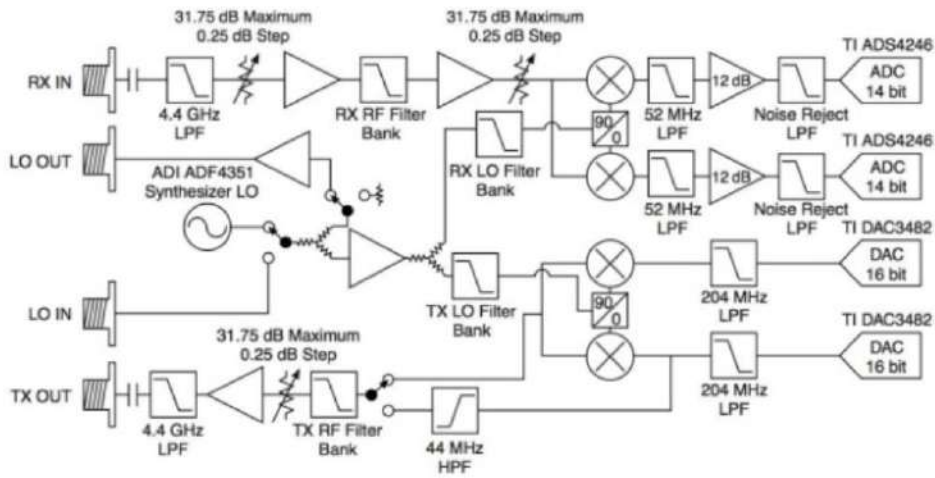 31.75 dB Maximum
0.25 dB Step
31.75 dB Maximum
0.25 dB Step
TI ADS4246
RX IN
4.4 GHz
LPF
RX RF Filter
Bank
52 MHz
LPF
12 dB
Noise Reject
LPF
ADC
14 bit
90
0
TI ADS4246
LO OUT
ADI ADF4351
Synthesizer LO
RX LO Filter
Bank
52 MHz
LPF
12 dB
Noise Reject
LPF
ADC
14 bit
TI DAC3482
DAC
16 bit
204 MHz
LPF
90
0
TX LO Filter
Bank
LO IN
31.75 dB Maximum
0.25 dB Step
TI DAC3482
DAC
16 bit
204 MHz
LPF
TX OUT
4.4 GHz
LPF
TX RF Filter
Bank
44 MHz
HPF